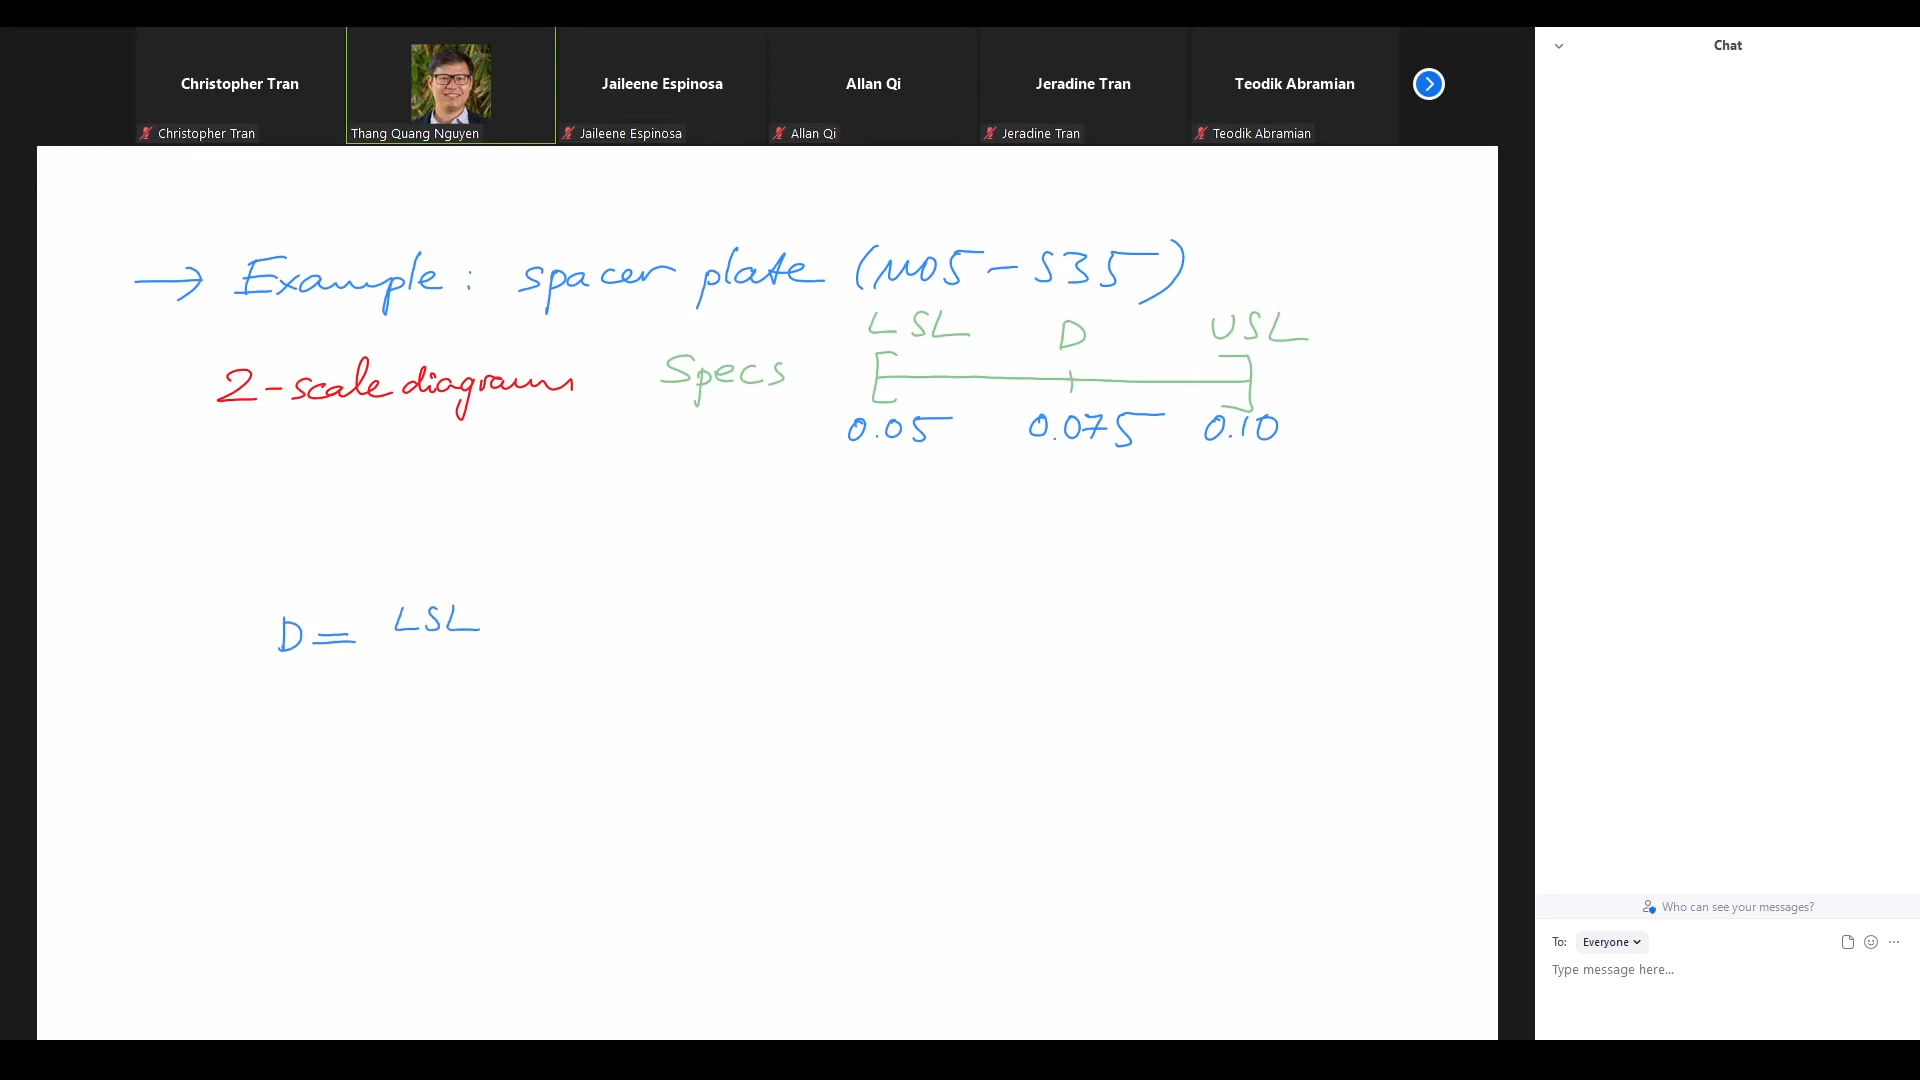 Chat
Christopher Tran
Jaileene Espinosa
Allan Qi
Jeradine Tran
Teodik Abramian
Christopher Tran
Thang Quang Nguyen
Jaileene Espinosa
Allan Qi
Jeradine Tran
Teodik Abramian
→ Example: spacer plate (M05-S35)
LSL D USL
2-scale diagrams Specs
0.05 0.075 0.10
D = LSL
Who can see your messages?
To: Everyone
Type message here...